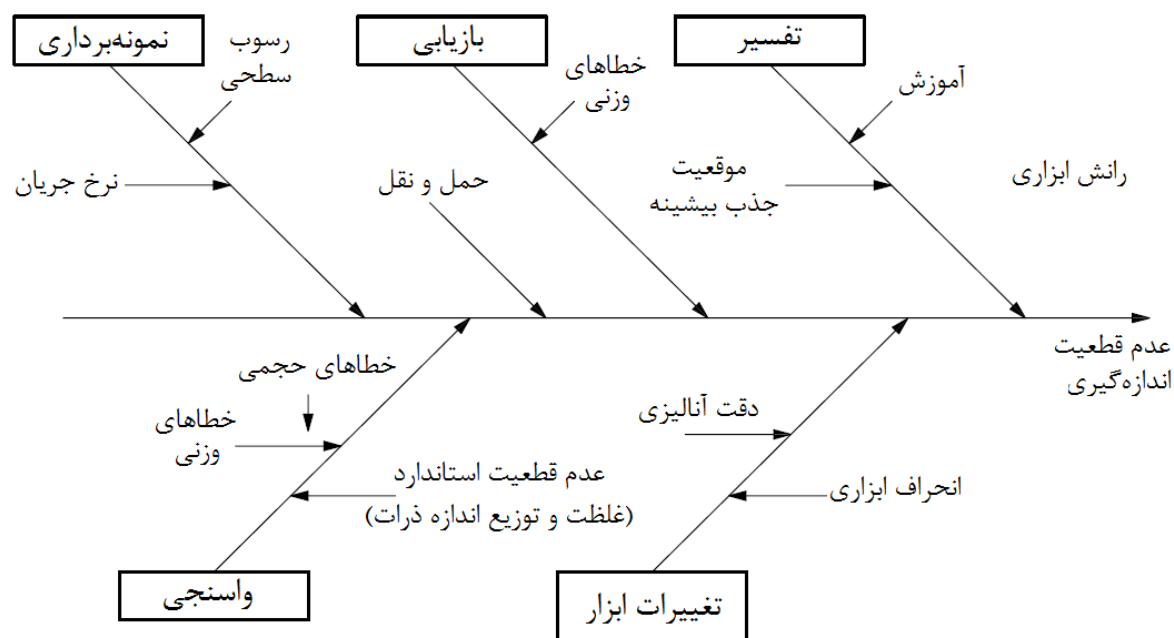 تفسیر
بازیابی
نمونه‌برداری
رسوب
سطحی
نرخ جریان
خطاهای
وزنی
حمل و نقل
آموزش
موقعیت
جذب بیشینه
رانش ابزاری
عدم قطعیت
اندازه‌گیری
خطاهای حجمی
خطاهای
وزنی
عدم قطعیت استاندارد
(غلظت و توزیع اندازه ذرات)
واسنجی
دقت آنالیزی
انحراف ابزاری
تغییرات ابزار